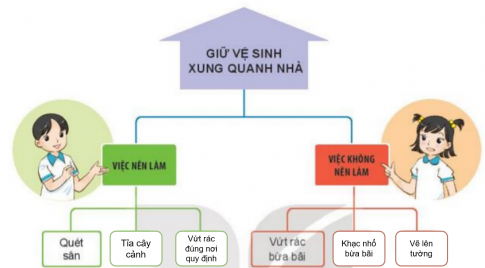 GIỮ VỆ SINH
XUNG QUANH NHÀ
VIỆC NÊN LÀM
VIỆC KHÔNG
NÊN LÀM
Quét
sân
Tỉa cây
cảnh
Vứt rác
đúng nơi
quy định
Vứt rác
bừa bãi
Khạc nhổ
bừa bãi
Vẽ lên
tường